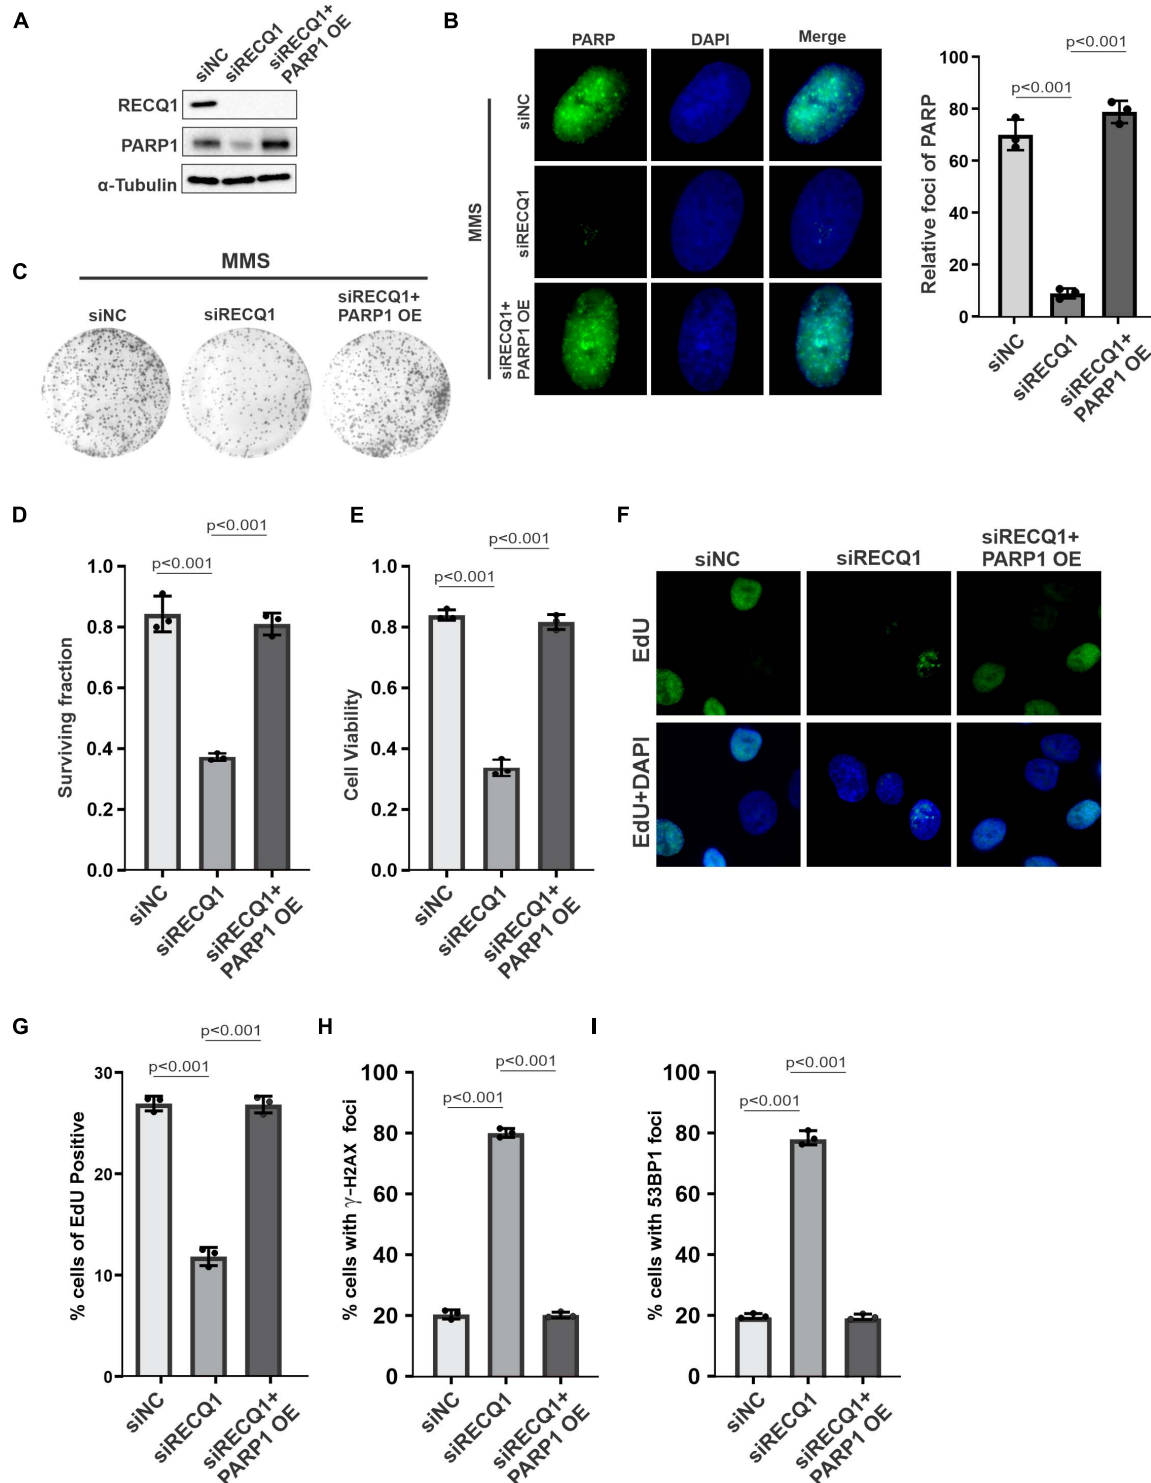 A
siNC
siRECQ1
siRECQ1+
PARP1 OE
RECQ1
PARP1
α-Tubulin
B
PARP
DAPI
Merge
MMS
siNC
siRECQ1
siRECQ1+
PARP1 OE
Relative foci of PARP
100
80
60
40
20
0
p<0.001
p<0.001
siNC
siRECQ1
siRECQ1+
PARP1 OE
C
MMS
siNC
siRECQ1
siRECQ1+
PARP1 OE
D
Surviving fraction
1.0
0.8
0.6
0.4
0.2
0.0
p<0.001
p<0.001
siNC
siRECQ1
siRECQ1+
PARP1 OE
E
Cell Viability
1.0
0.8
0.6
0.4
0.2
0.0
p<0.001
p<0.001
siNC
siRECQ1
siRECQ1+
PARP1 OE
F
siNC
siRECQ1
siRECQ1+
PARP1 OE
EdU
EdU+DAPI
G
% cells of EdU Positive
30
20
10
0
p<0.001
p<0.001
siNC
siRECQ1
siRECQ1+
PARP1 OE
H
% cells with γ-H2AX foci
100
80
60
40
20
0
p<0.001
p<0.001
siNC
siRECQ1
siRECQ1+
PARP1 OE
I
% cells with 53BP1 foci
100
80
60
40
20
0
p<0.001
p<0.001
siNC
siRECQ1
siRECQ1+
PARP1 OE